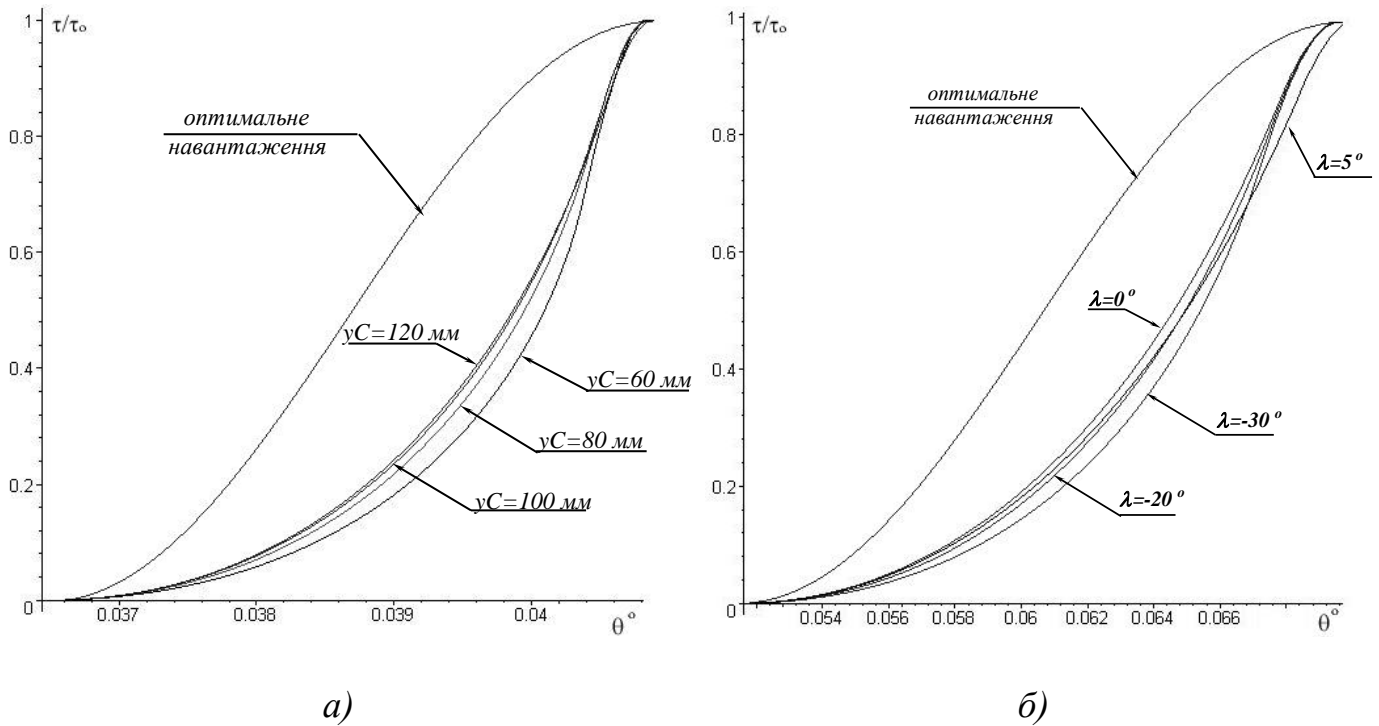 τ/τₒ
1
0.8
0.6
0.4
0.2
0
0.037
0.038
0.039
0.04
θ°
оптимальне
навантаження
yC=120 мм
yC=60 мм
yC=80 мм
yC=100 мм
а)
τ/τₒ
1
0.8
0.6
0.4
0.2
0
0.054
0.056
0.058
0.06
0.062
0.064
0.066
θ°
оптимальне
навантаження
λ=5°
λ=0°
λ=-30°
λ=-20°
б)